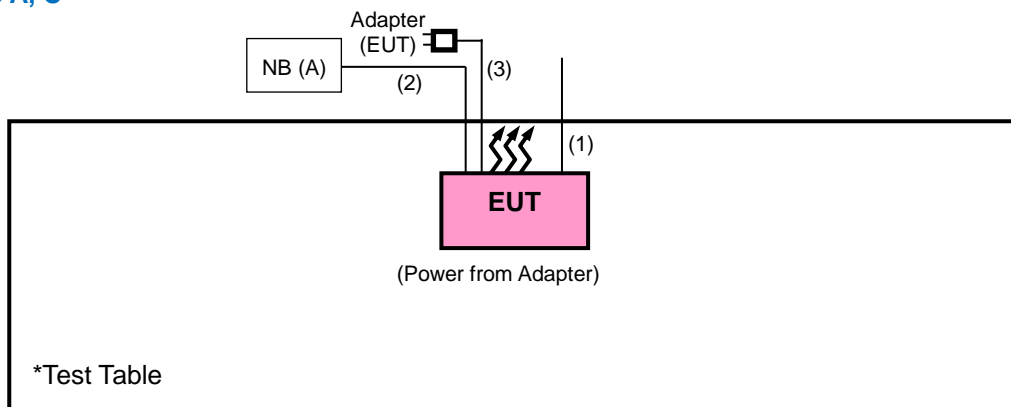 Adapter
(EUT)
NB (A)
(2)
(3)
(1)
EUT
(Power from Adapter)
*Test Table